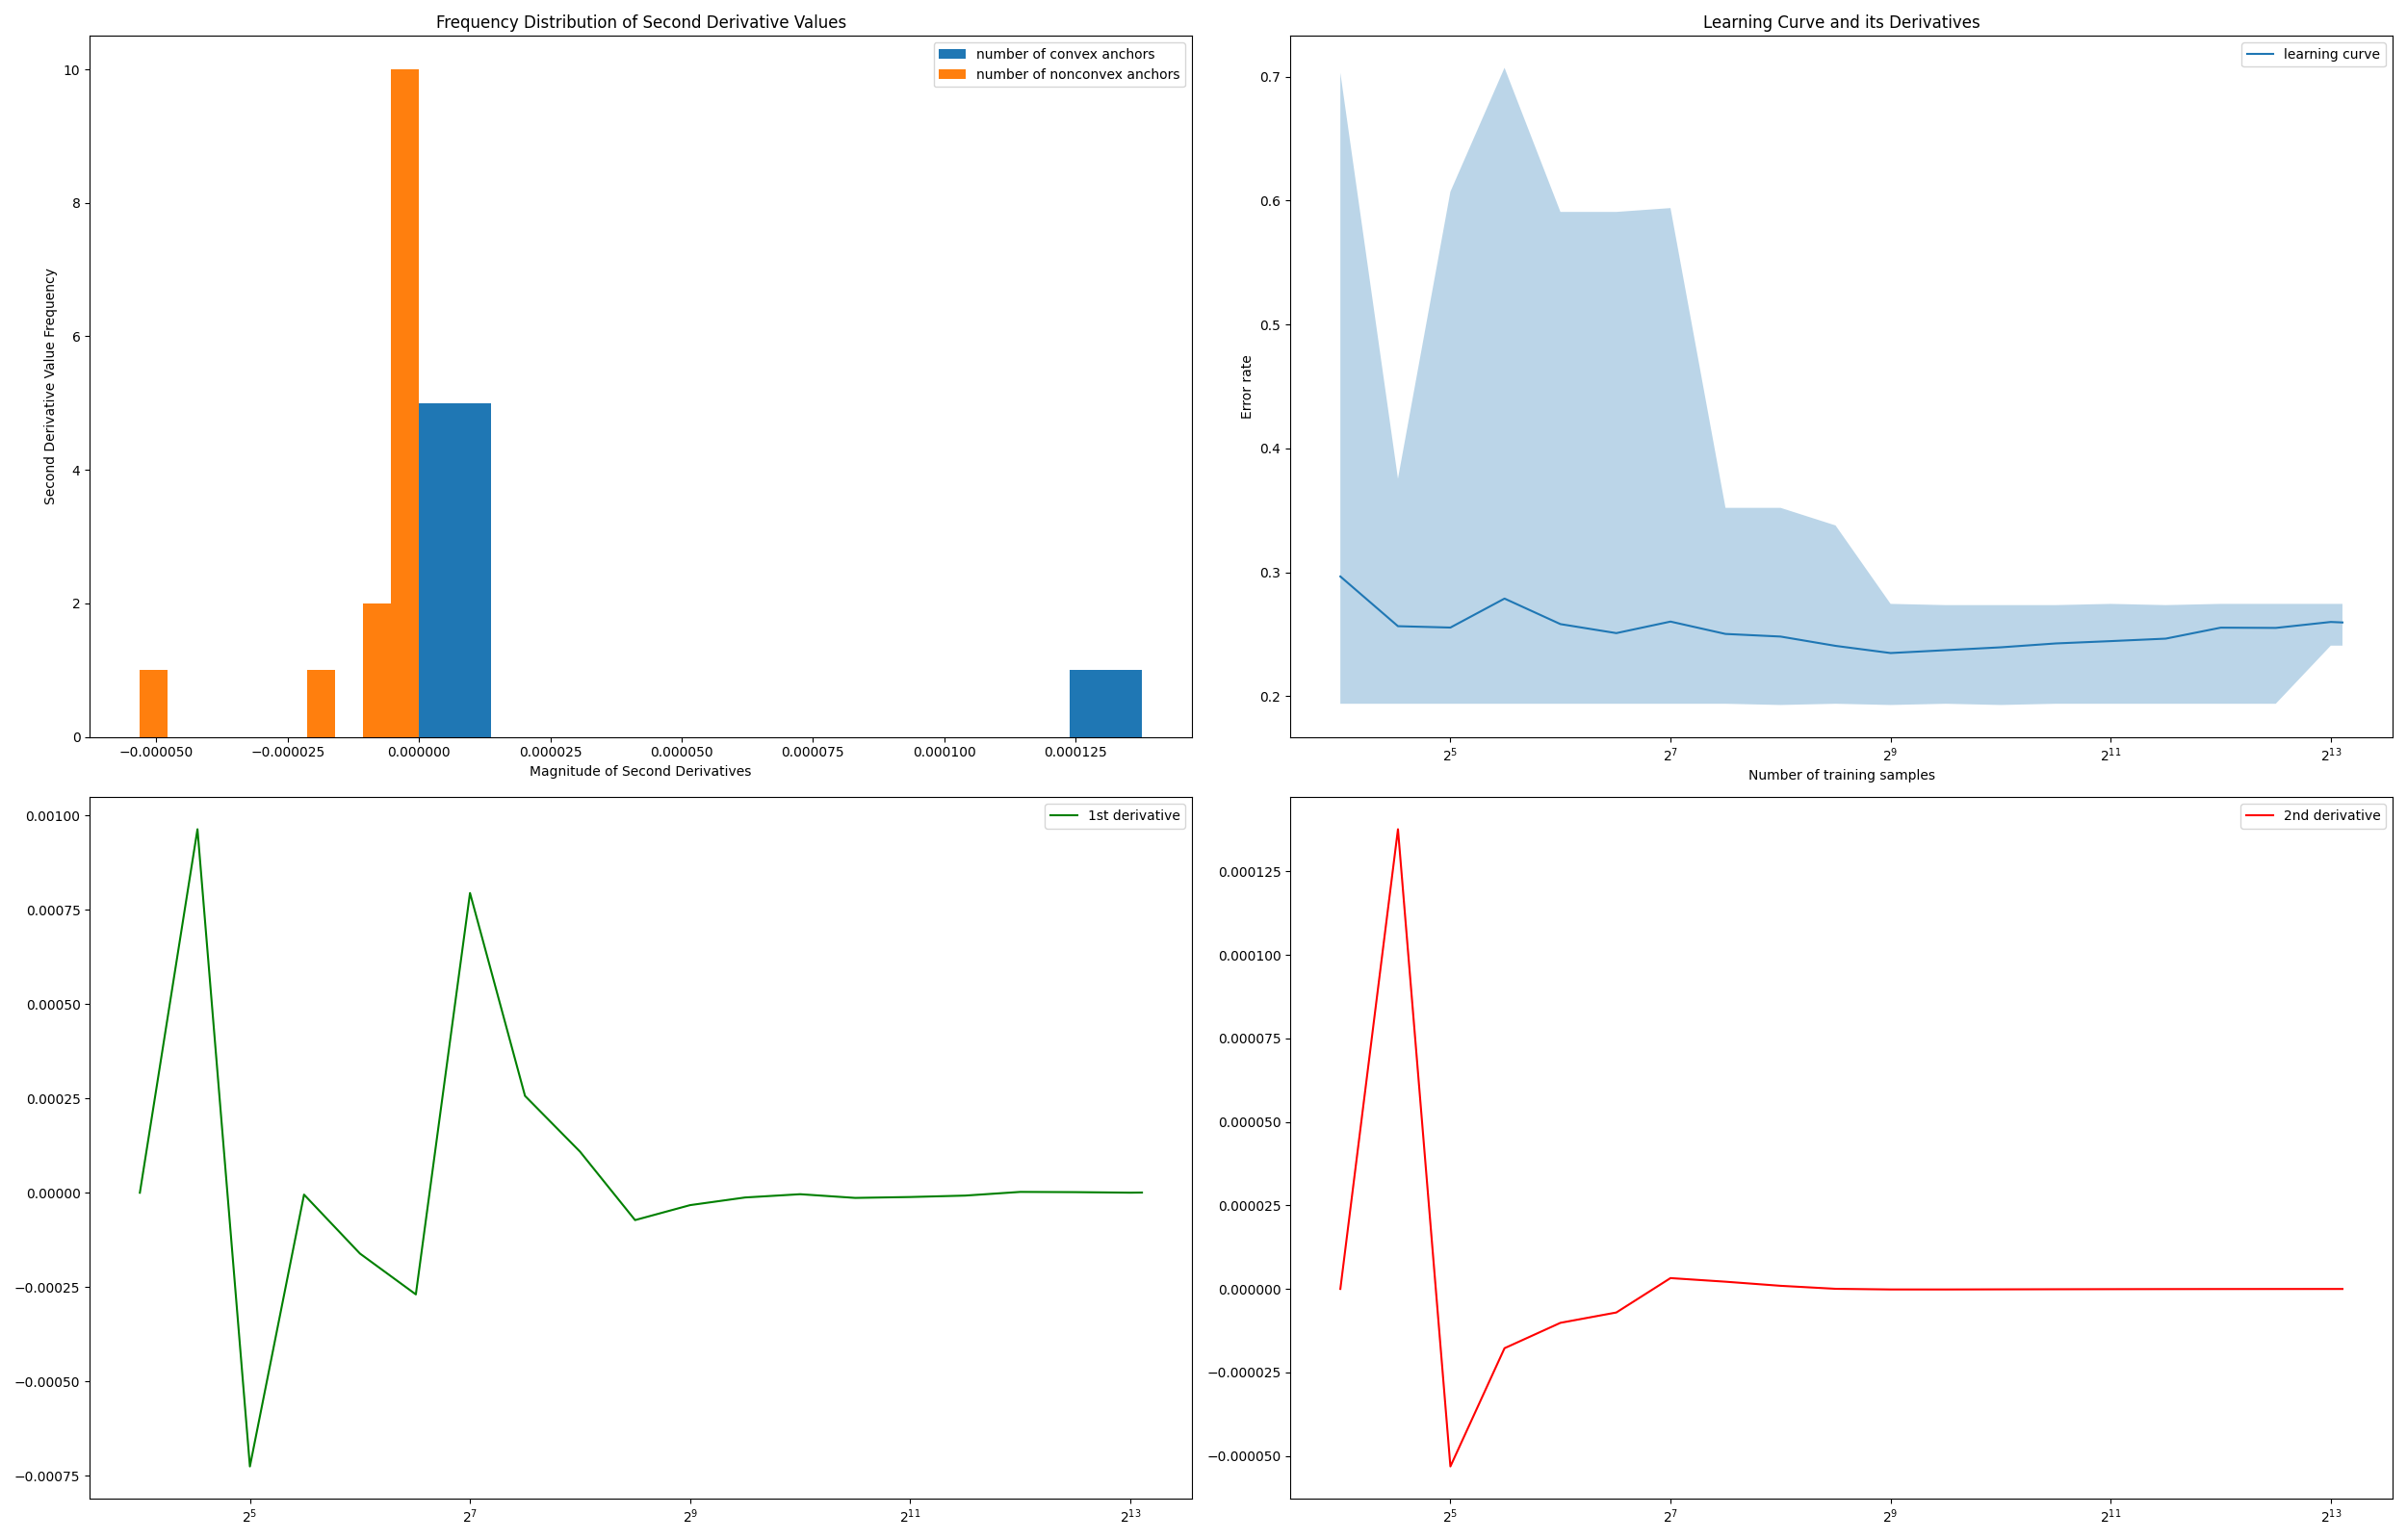 Frequency Distribution of Second Derivative Values
number of convex anchors
number of nonconvex anchors
Second Derivative Value Frequency
10
8
6
4
2
0
−0.000050 −0.000025 0.000000 0.000025 0.000050 0.000075 0.000100 0.000125
Magnitude of Second Derivatives
Learning Curve and its Derivatives
learning curve
Error rate
0.7
0.6
0.5
0.4
0.3
0.2
2^5 2^7 2^9 2^11 2^13
Number of training samples
1st derivative
0.00100
0.00075
0.00050
0.00025
0.00000
−0.00025
−0.00050
−0.00075
2^5 2^7 2^9 2^11 2^13
2nd derivative
0.000125
0.000100
0.000075
0.000050
0.000025
0.000000
−0.000025
−0.000050
2^5 2^7 2^9 2^11 2^13